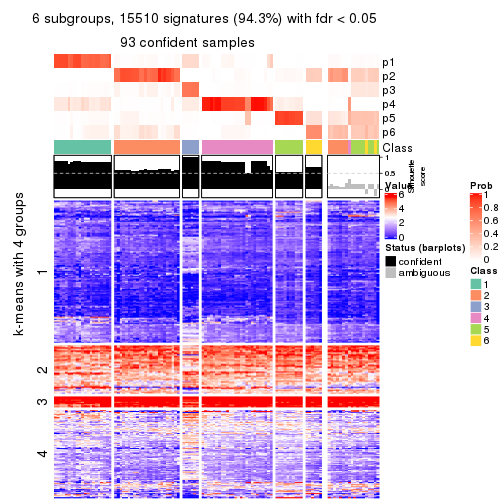 6 subgroups, 15510 signatures (94.3%) with fdr < 0.05
93 confident samples
p1
p2
p3
p4
p5
p6
Class
1
0.5
0
Silhouette
score
k-means with 4 groups
1
2
3
4
Value
6
4
2
0
Status (barplots)
confident
ambiguous
Prob
1
0.8
0.6
0.4
0.2
0
Class
1
2
3
4
5
6